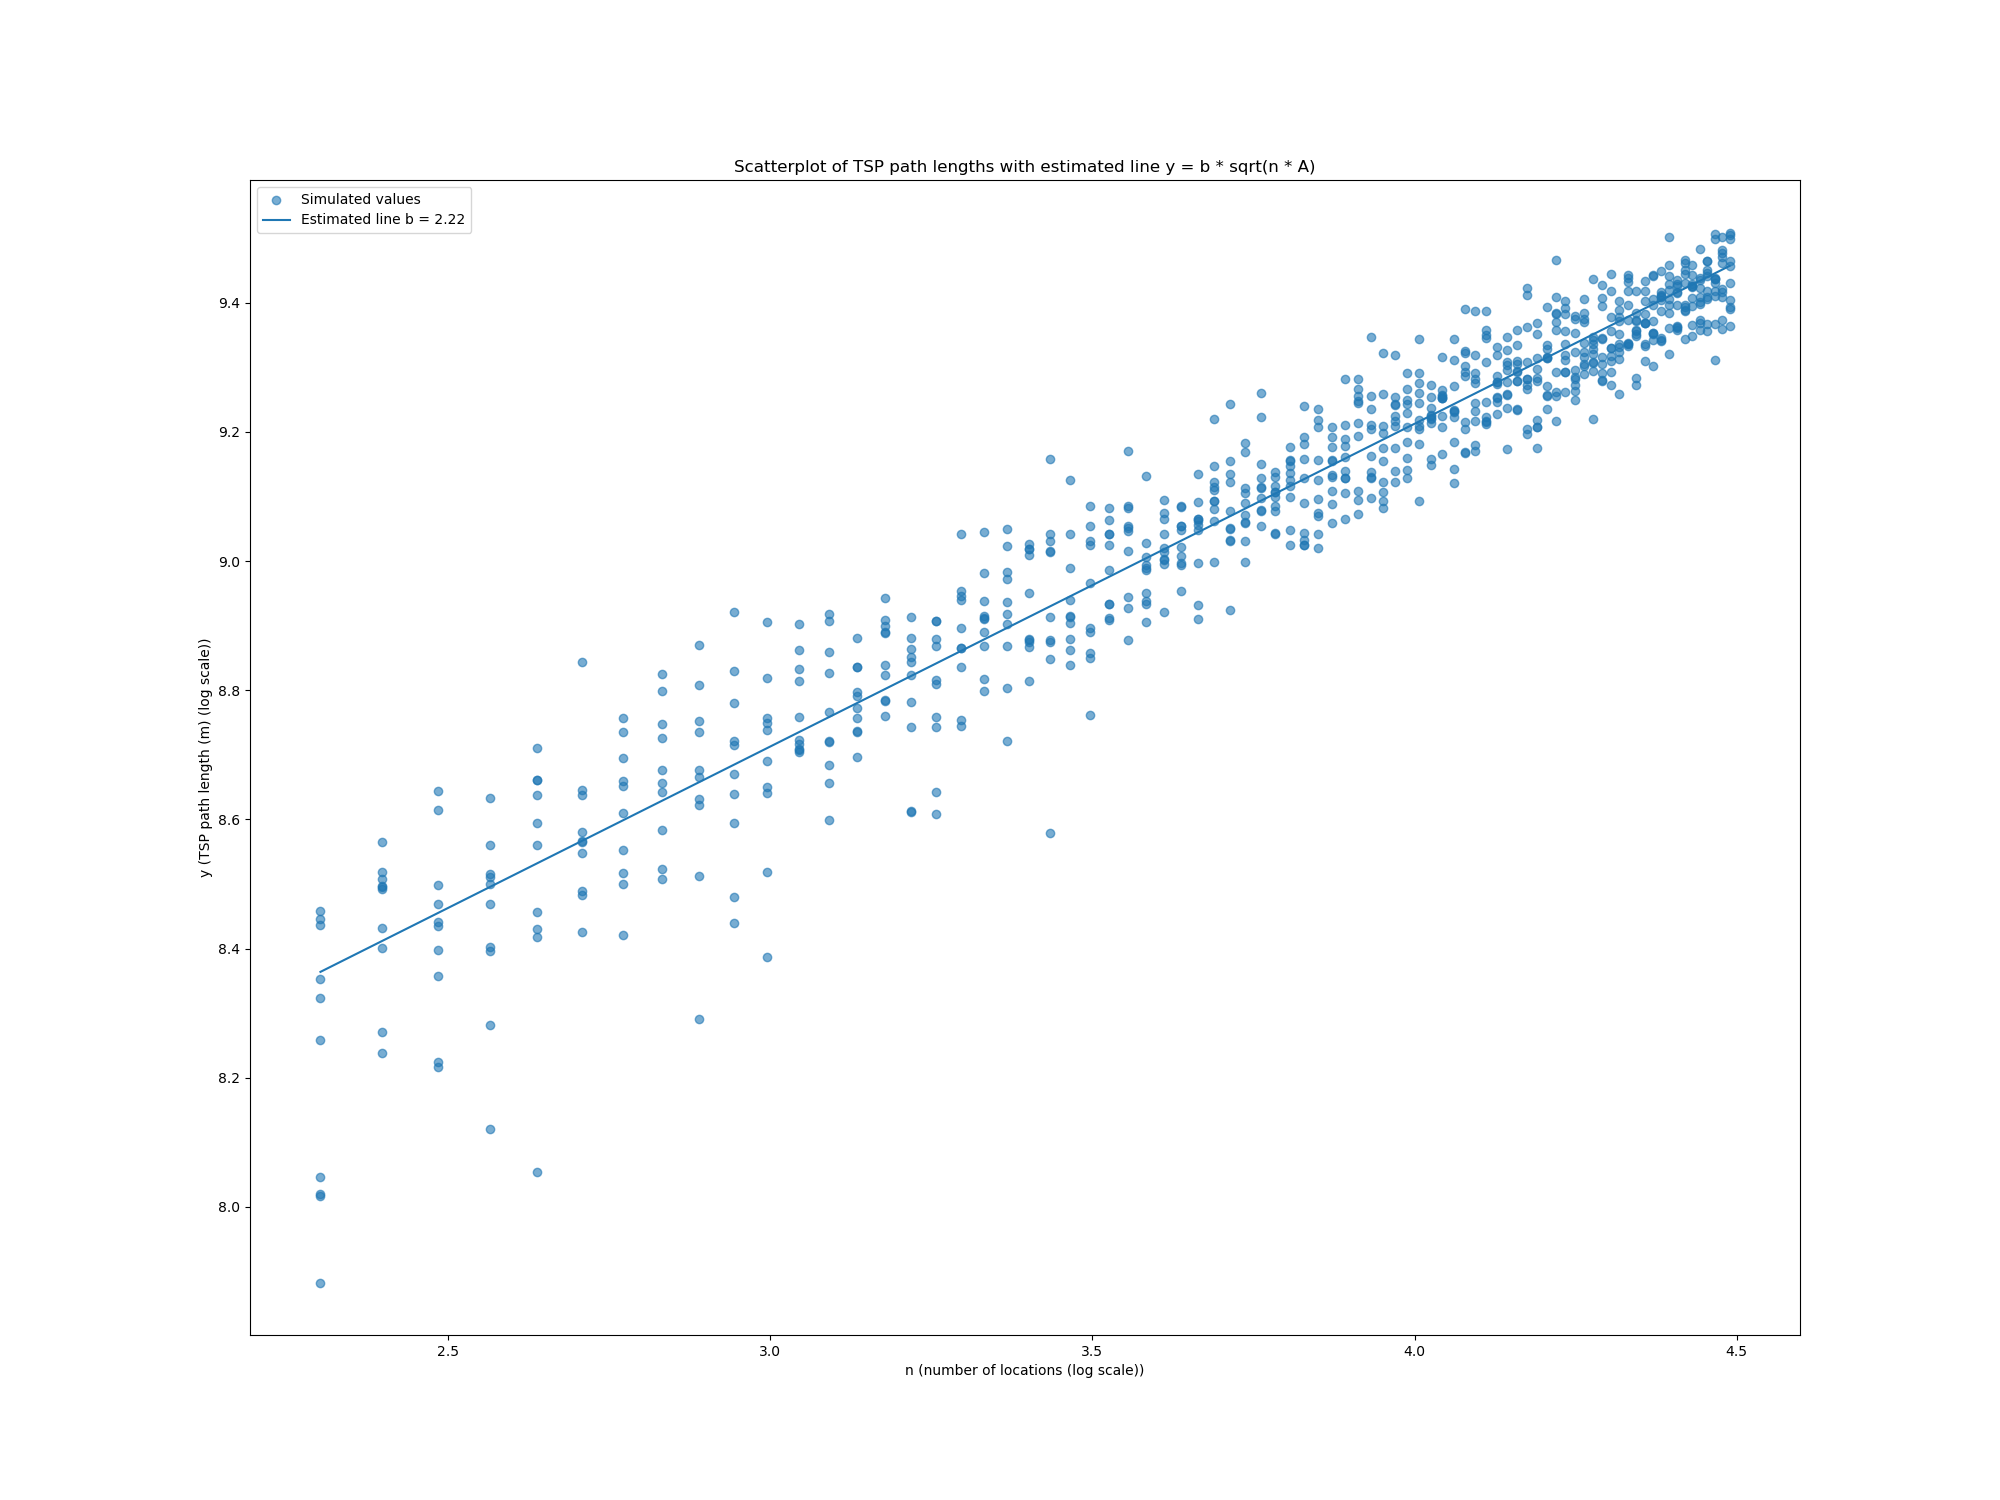 Scatterplot of TSP path lengths with estimated line y = b * sqrt(n * A)
Simulated values
Estimated line b = 2.22
y (TSP path length (m) (log scale))
9.4
9.2
9.0
8.8
8.6
8.4
8.2
8.0
2.5
3.0
3.5
4.0
4.5
n (number of locations (log scale))